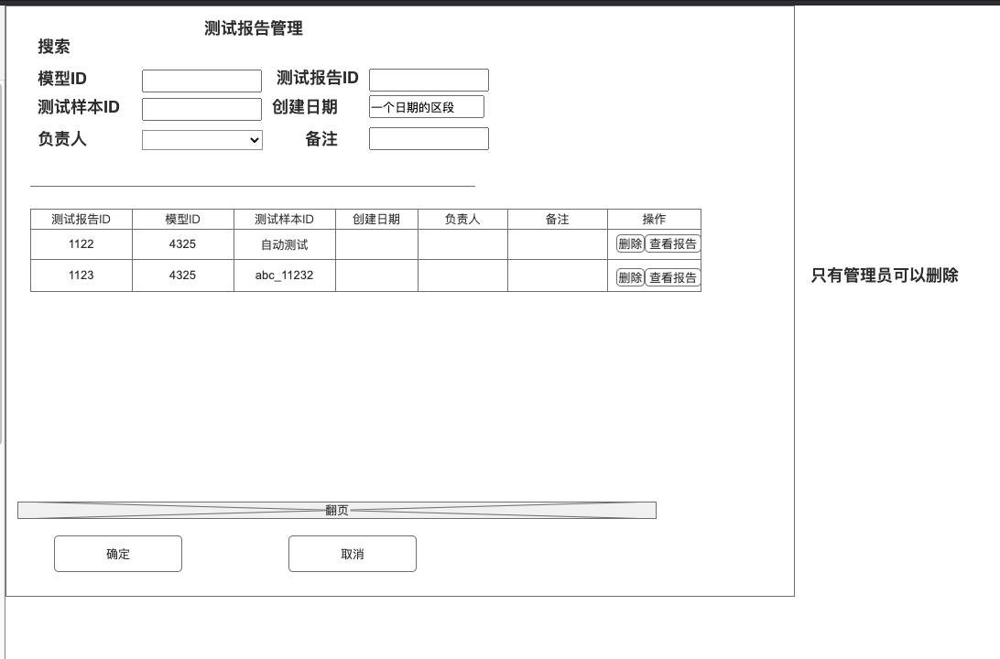 测试报告管理
搜索
模型ID 测试报告ID
测试样本ID 创建日期 一个日期的区段
负责人 备注
测试报告ID 模型ID 测试样本ID 创建日期 负责人 备注 操作
1122 4325 自动测试 删除 查看报告
1123 4325 abc_11232 删除 查看报告
只有管理员可以删除
翻页
确定 取消